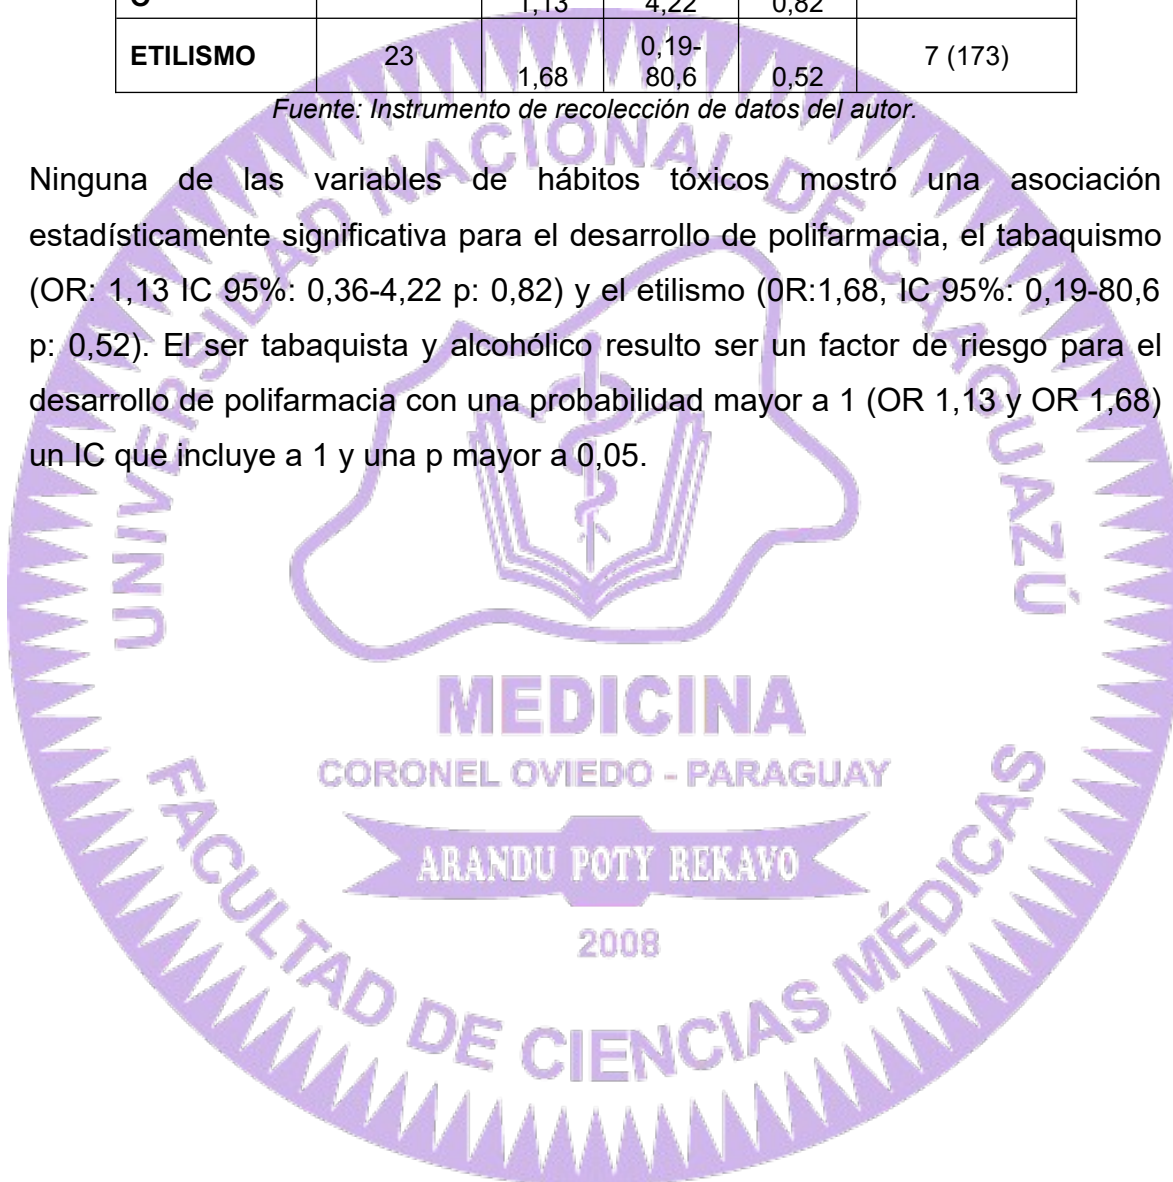 O 1,13 4,22 0,82
ETILISMO 23 1,68 0,19-80,6 0,52 7 (173)
Fuente: Instrumento de recolección de datos del autor.
Ninguna de las variables de hábitos tóxicos mostró una asociación
estadísticamente significativa para el desarrollo de polifarmacia, el tabaquismo
(OR: 1,13 IC 95%: 0,36-4,22 p: 0,82) y el etilismo (0R:1,68, IC 95%: 0,19-80,6
p: 0,52). El ser tabaquista y alcohólico resulto ser un factor de riesgo para el
desarrollo de polifarmacia con una probabilidad mayor a 1 (OR 1,13 y OR 1,68)
un IC que incluye a 1 y una p mayor a 0,05.
UNIVERSIDAD NACIONAL DE CAAGUAZÚ
MEDICINA
CORONEL OVIEDO - PARAGUAY
ARANDU POTY REKAVO
2008
FACULTAD DE CIENCIAS MÉDICAS